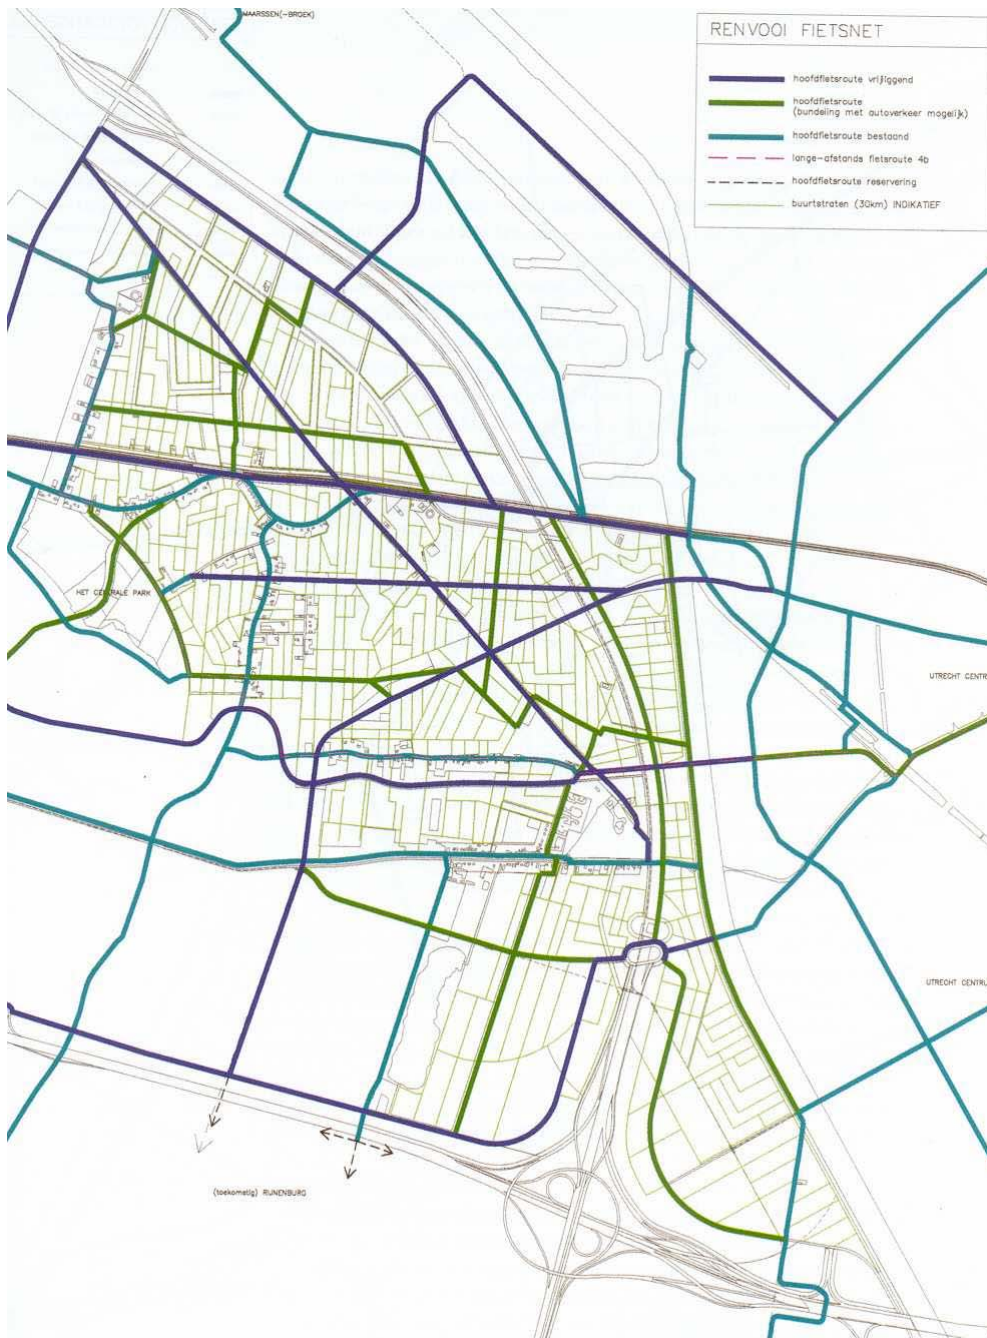 MAARSSEN(-BROEK)
RENVOOI FIETSNET
hoofdfietsroute vrijliggend
hoofdfietsroute
(bundeling met autoverkeer mogelijk)
hoofdfietsroute bestaand
lange-afstands fietsroute 4b
hoofdfietsroute reservering
buurtstraten (30km) INDIKATIEF
HET CENTRALE PARK
UTRECHT CENTR
UTRECHT CENTRU
(toekomstig) RIJNENBURG